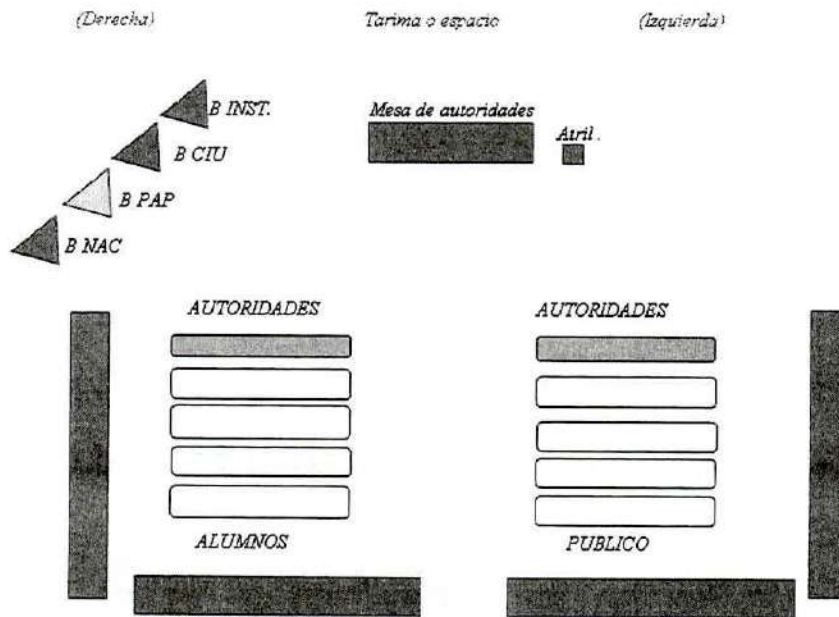 (Derecha)
Tarima o espacio
(Izquierda)
B INST.
Mesa de autoridades
Atril .
B CIU
B PAP
B NAC
AUTORIDADES
AUTORIDADES
ALUMNOS
PUBLICO